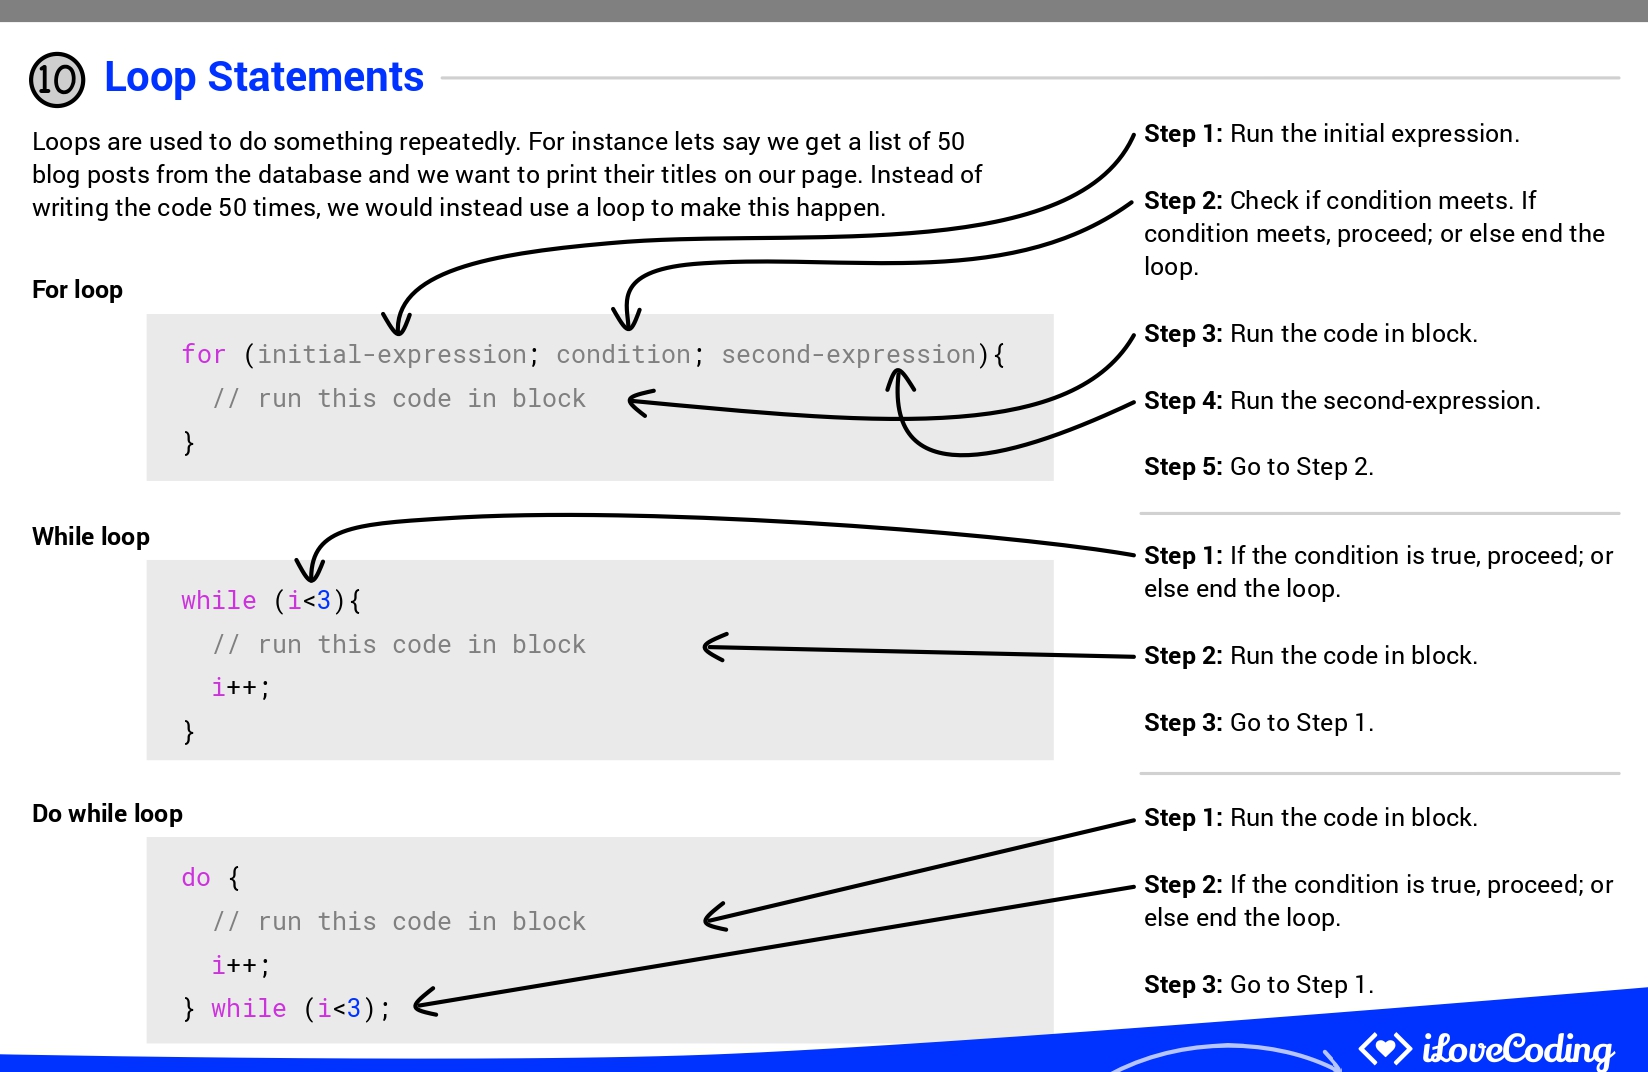 10 Loop Statements
Loops are used to do something repeatedly. For instance lets say we get a list of 50
blog posts from the database and we want to print their titles on our page. Instead of
writing the code 50 times, we would instead use a loop to make this happen.
For loop
for (initial-expression; condition; second-expression){
// run this code in block
}
Step 1: Run the initial expression.
Step 2: Check if condition meets. If
condition meets, proceed; or else end the
loop.
Step 3: Run the code in block.
Step 4: Run the second-expression.
Step 5: Go to Step 2.
While loop
while (i<3){
// run this code in block
i++;
}
Step 1: If the condition is true, proceed; or
else end the loop.
Step 2: Run the code in block.
Step 3: Go to Step 1.
Do while loop
do {
// run this code in block
i++;
} while (i<3);
Step 1: Run the code in block.
Step 2: If the condition is true, proceed; or
else end the loop.
Step 3: Go to Step 1.
iLoveCoding